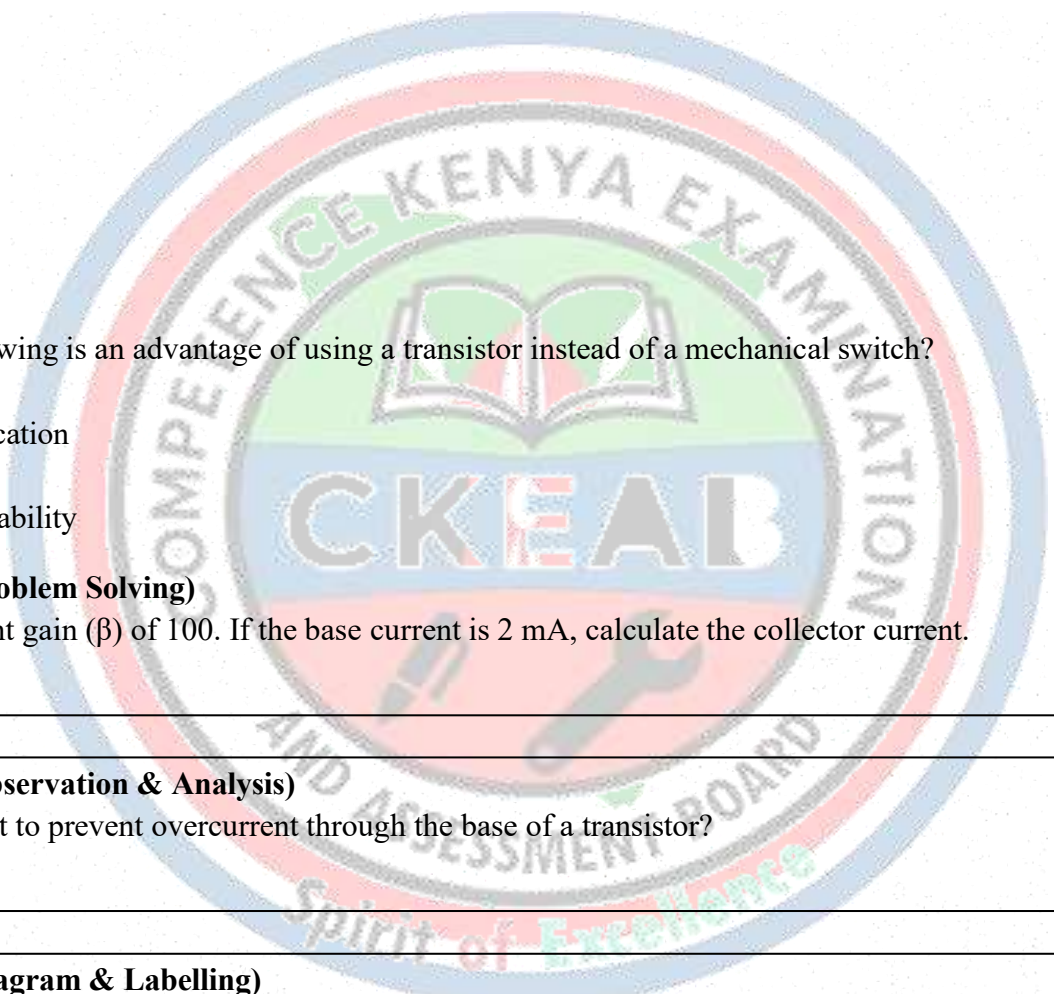 COMPETENCE KENYA EXAMINATION
wing is an advantage of using a transistor instead of a mechanical switch?
cation
ability
CKEAB
oblem Solving)
nt gain (β) of 100. If the base current is 2 mA, calculate the collector current.
servation & Analysis)
t to prevent overcurrent through the base of a transistor?
AND ASSESSMENT BOARD
Spirit of Excellence
agram & Labelling)